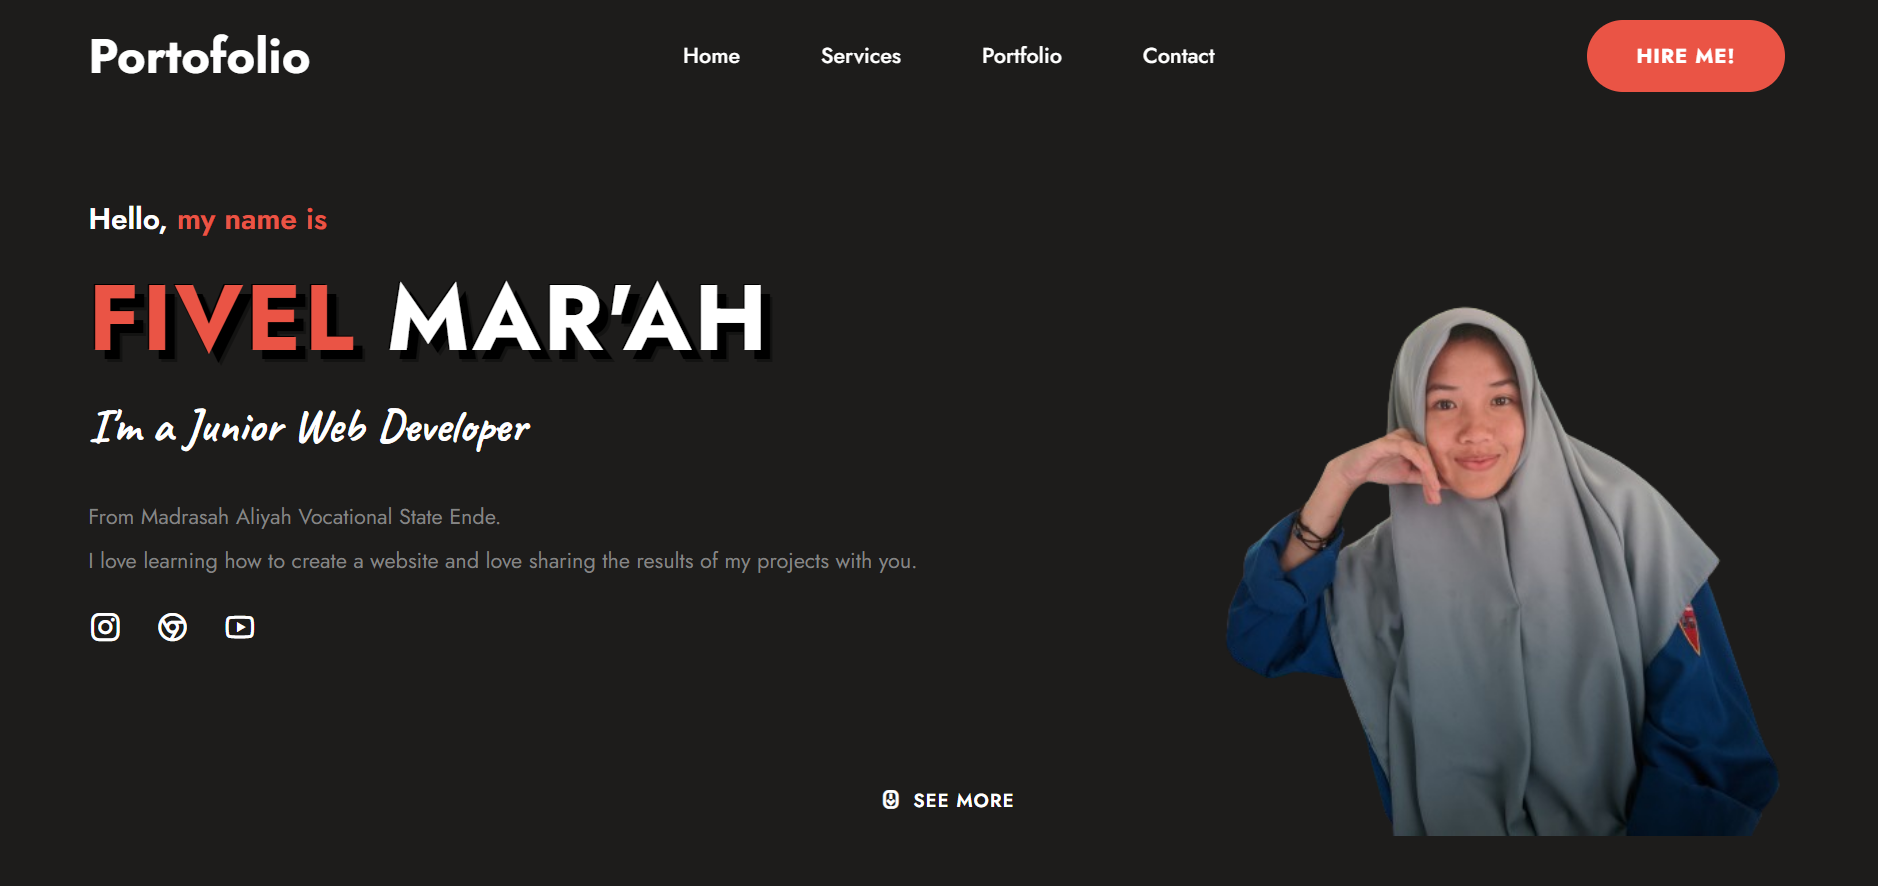 Portofolio
Home Services Portfolio Contact
HIRE ME!
Hello, my name is
FIVEL MAR'AH
I'm a Junior Web Developer
From Madrasah Aliyah Vocational State Ende.
I love learning how to create a website and love sharing the results of my projects with you.
SEE MORE